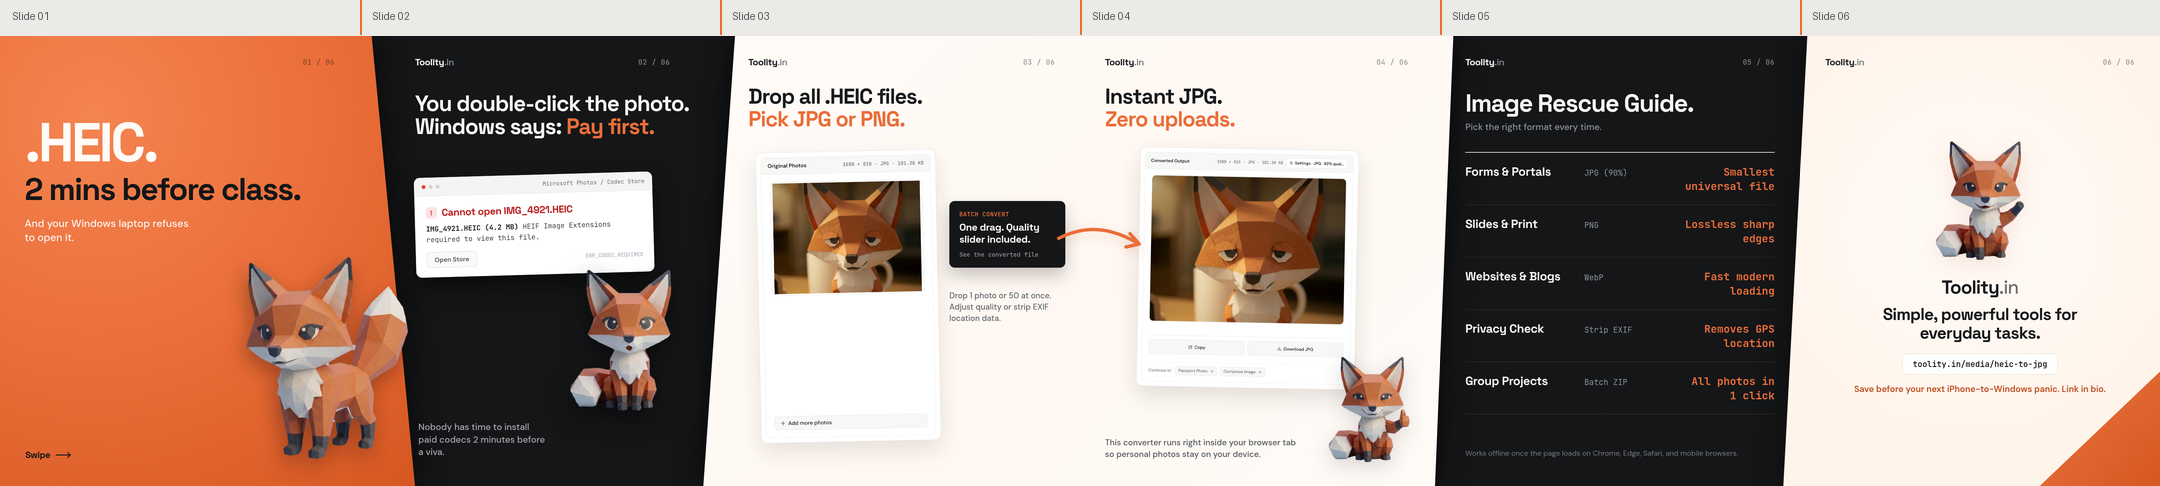 Slide 01
01 / 06
.HEIC.
2 mins before class.
And your Windows laptop refuses
to open it.
Swipe →
Slide 02
Toolity.in
02 / 06
You double-click the photo.
Windows says: Pay first.
Microsoft Photos / Codec Store
! Cannot open IMG_4921.HEIC
IMG_4921.HEIC (4.2 MB) HEIF Image Extensions
required to view this file.
Open Store
ERR_CODEC_REQUIRED
Nobody has time to install
paid codecs 2 minutes before
a viva.
Slide 03
Toolity.in
03 / 06
Drop all .HEIC files.
Pick JPG or PNG.
Original Photos
+ Add more photos
BATCH CONVERT
One drag. Quality
slider included.
See the converted file
Drop 1 photo or 50 at once.
Adjust quality or strip EXIF
location data.
Slide 04
Toolity.in
04 / 06
Instant JPG.
Zero uploads.
Converted Output
Copy
Download JPG
Continue in:
Passport Photo →
Compress Image →
This converter runs right inside your browser tab
so personal photos stay on your device.
Slide 05
Toolity.in
05 / 06
Image Rescue Guide.
Pick the right format every time.
Forms & Portals
JPG (90%)
Smallest
universal file
Slides & Print
PNG
Lossless sharp
edges
Websites & Blogs
WebP
Fast modern
loading
Privacy Check
Strip EXIF
Removes GPS
location
Group Projects
Batch ZIP
All photos in
1 click
Works offline once the page loads on Chrome, Edge, Safari, and mobile browsers.
Slide 06
Toolity.in
06 / 06
Toolity.in
Simple, powerful tools for
everyday tasks.
toolity.in/media/heic-to-jpg
Save before your next iPhone-to-Windows panic. Link in bio.